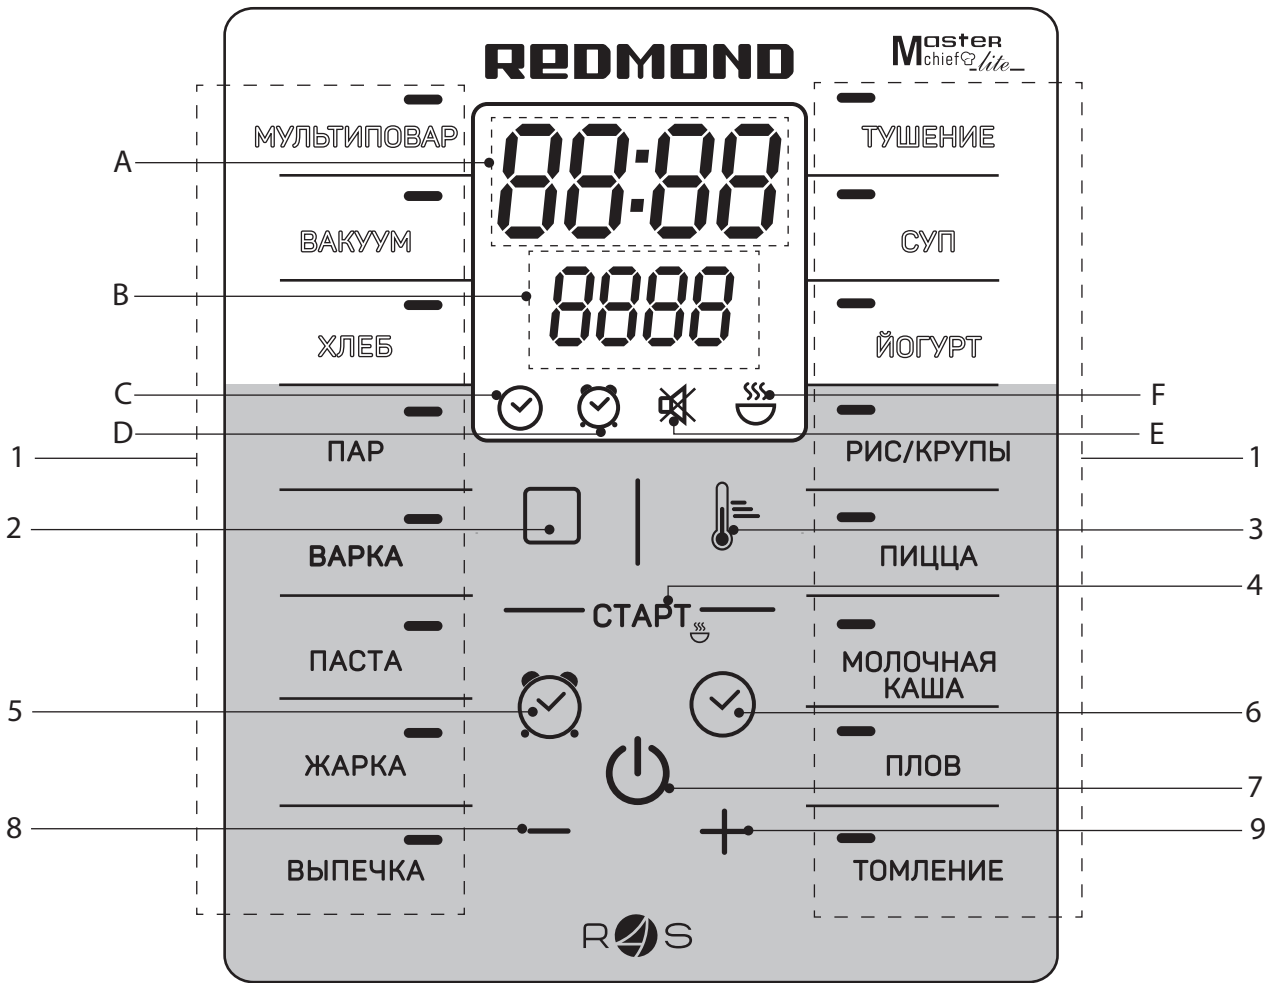 REDMOND
Master
chief lite
МУЛЬТИПОВАР
ТУШЕНИЕ
A
88:88
ВАКУУМ
СУП
B
8888
ХЛЕБ
ЙОГУРТ
C
F
D
E
ПАР
РИС/КРУПЫ
1
1
2
3
ВАРКА
ПИЦЦА
4
СТАРТ
ПАСТА
МОЛОЧНАЯ
КАША
5
6
ЖАРКА
ПЛОВ
7
8
9
ВЫПЕЧКА
ТОМЛЕНИЕ
R4S